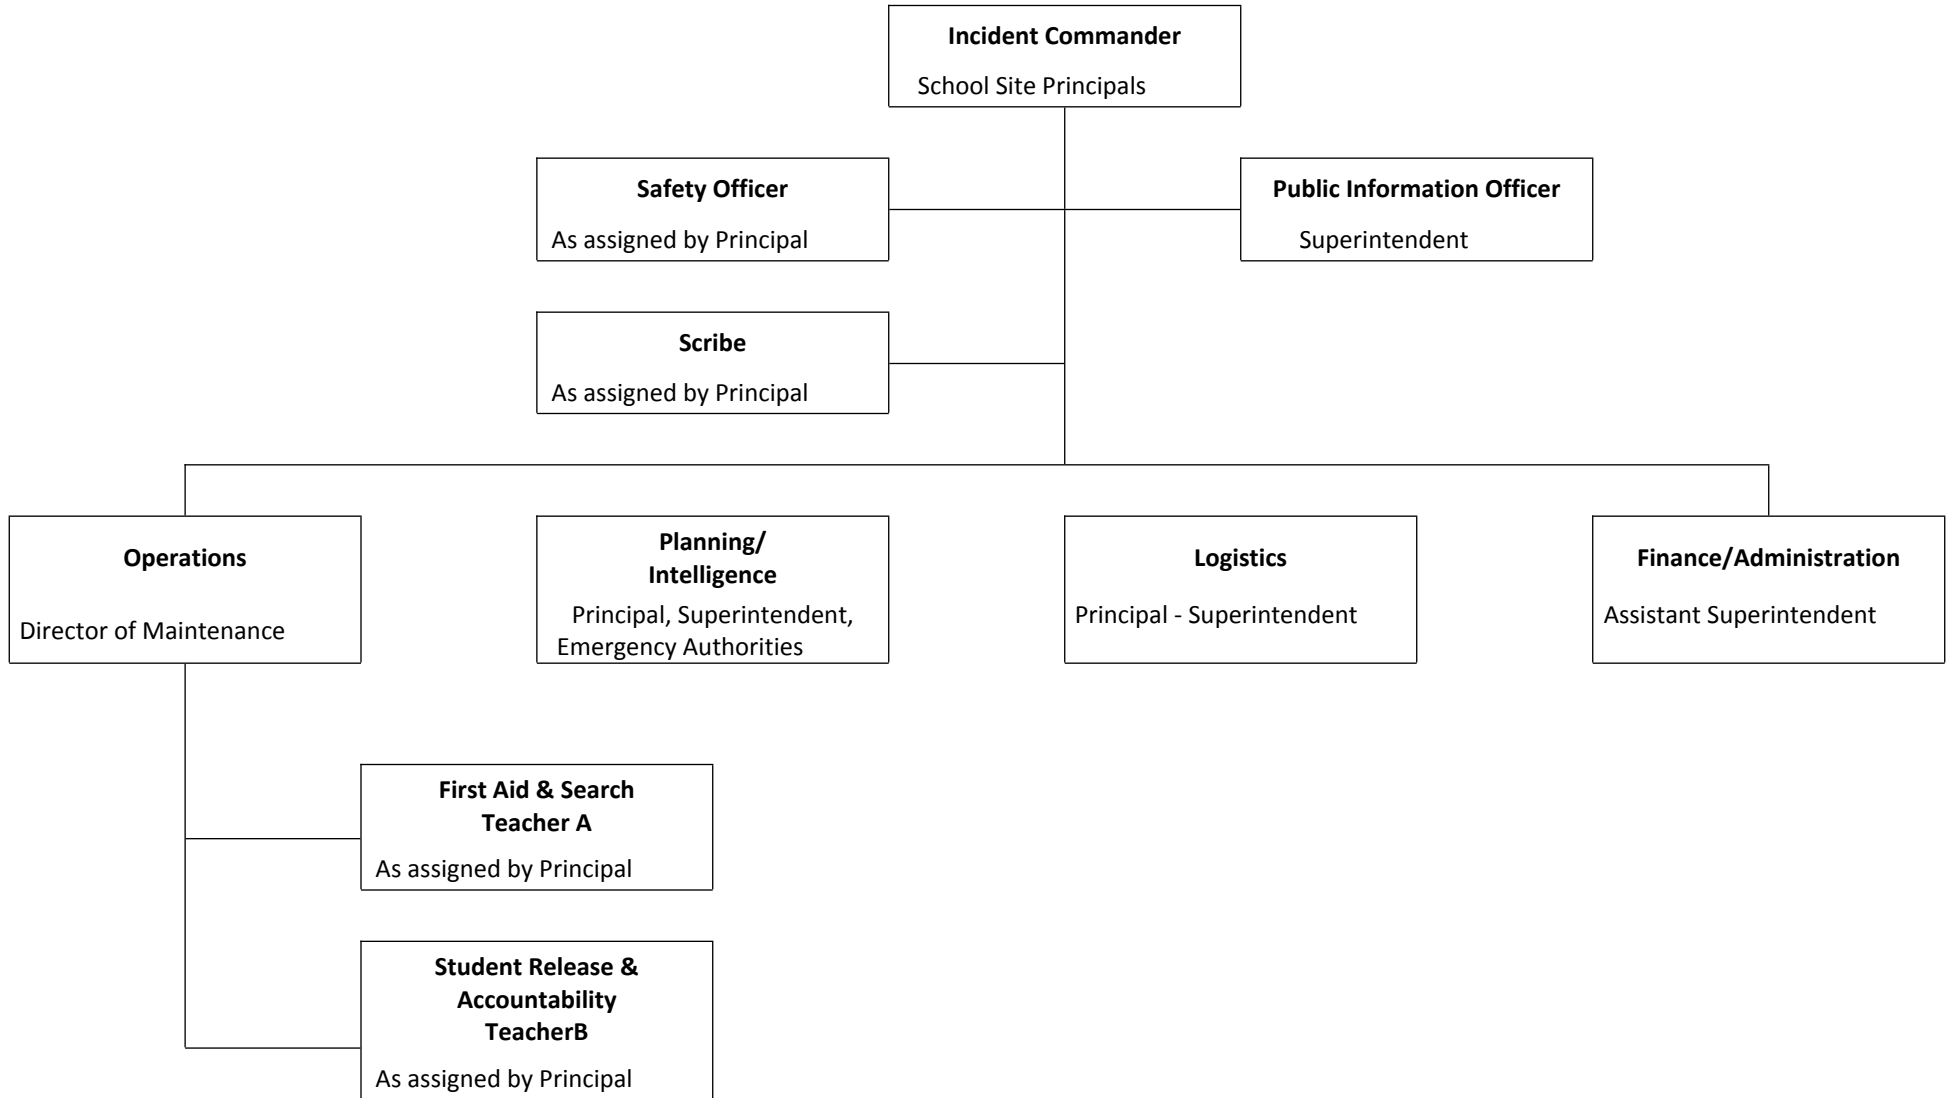 Incident Commander
School Site Principals
Safety Officer
As assigned by Principal
Public Information Officer
Superintendent
Scribe
As assigned by Principal
Operations
Director of Maintenance
Planning/
Intelligence
Principal, Superintendent,
Emergency Authorities
Logistics
Principal - Superintendent
Finance/Administration
Assistant Superintendent
First Aid & Search
Teacher A
As assigned by Principal
Student Release &
Accountability
TeacherB
As assigned by Principal